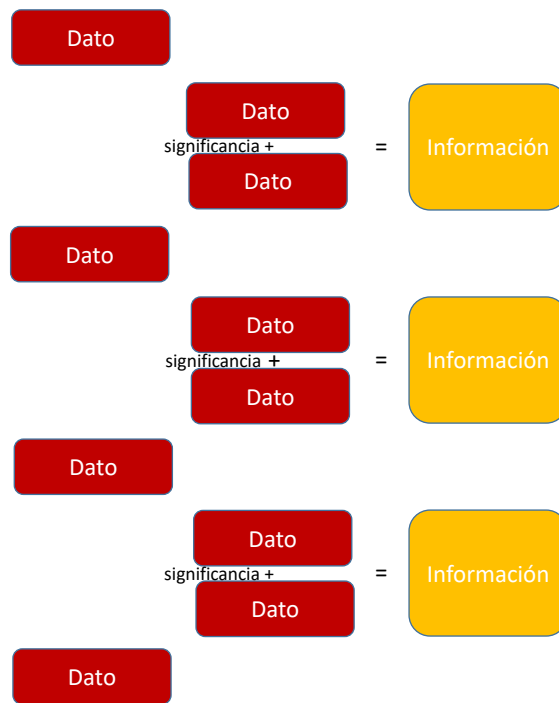 Dato
Dato
significancia + = Información
Dato
Dato
Dato
significancia + = Información
Dato
Dato
Dato
significancia + = Información
Dato
Dato